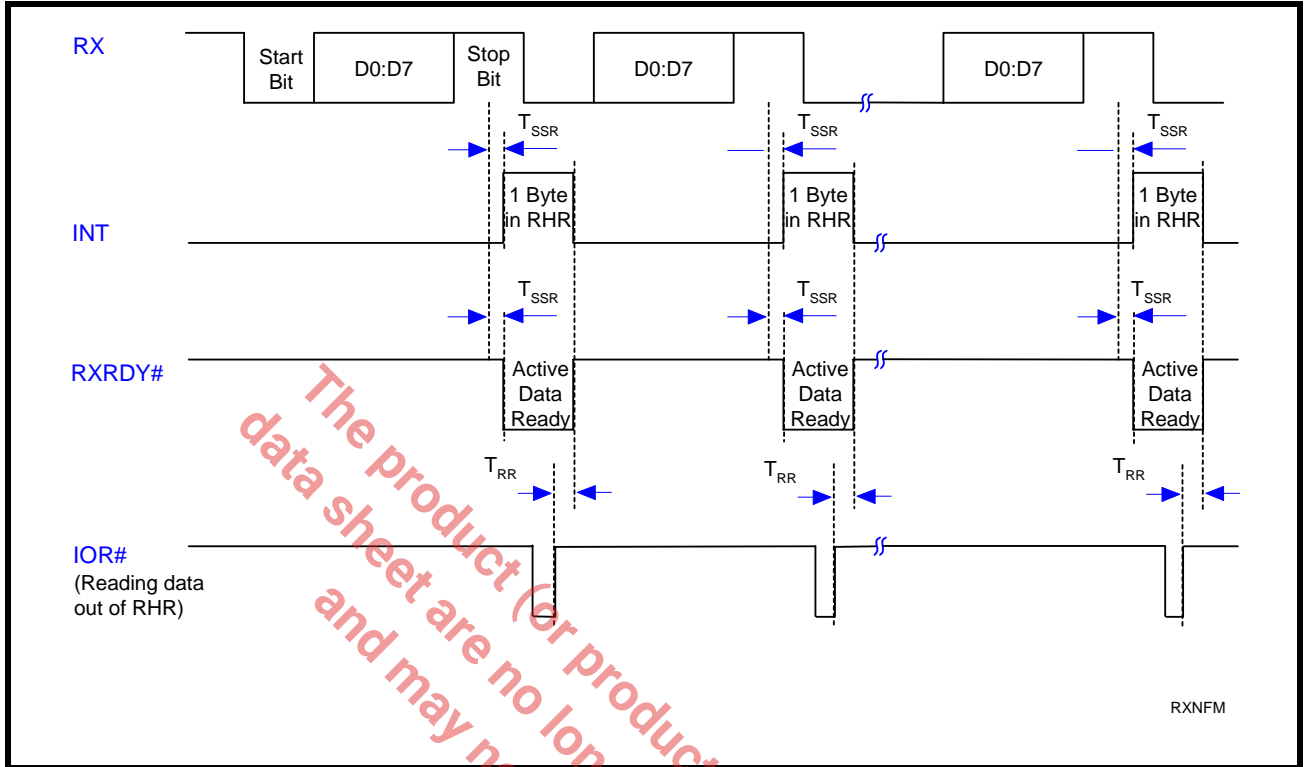 RX
Start
Bit
D0:D7
Stop
Bit
D0:D7
D0:D7
TSSR
TSSR
TSSR
INT
1 Byte
in RHR
1 Byte
in RHR
1 Byte
in RHR
TSSR
TSSR
TSSR
RXRDY#
Active
Data
Ready
Active
Data
Ready
Active
Data
Ready
TRR
TRR
TRR
IOR#
(Reading data
out of RHR)
RXNFM
The product (or product
data sheet are no lon
and may n